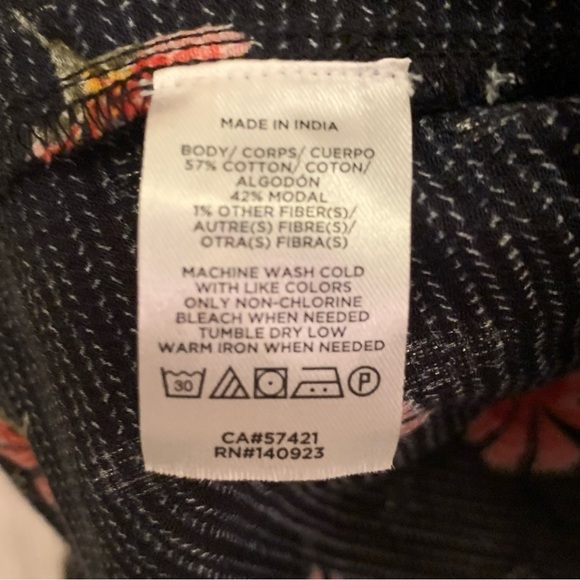 MADE IN INDIA
BODY/ CORPS/ CUERPO
57% COTTON/ COTON/
ALGODÓN
42% MODAL
1% OTHER FIBER(S)/
AUTRE(S) FIBRE(S)/
OTRA(S) FIBRA(S)
MACHINE WASH COLD
WITH LIKE COLORS
ONLY NON-CHLORINE
BLEACH WHEN NEEDED
TUMBLE DRY LOW
WARM IRON WHEN NEEDED
30 P
CA#57421
RN#140923